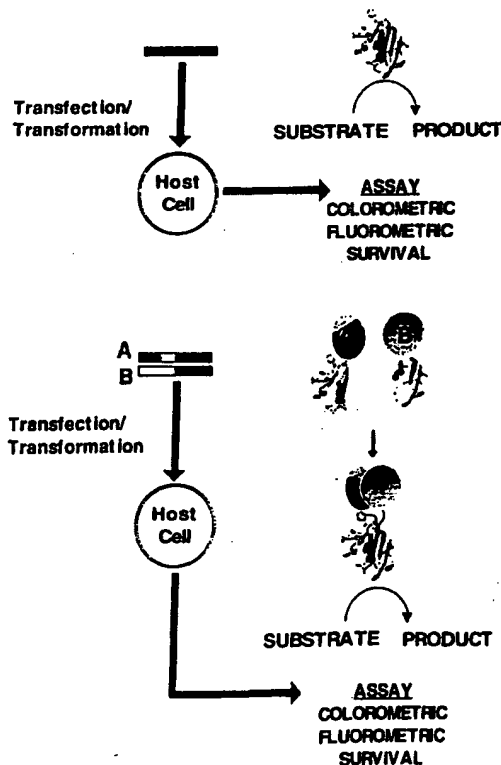 Transfection/
Transformation
Host
Cell
SUBSTRATE PRODUCT
ASSAY
COLOROMETRIC
FLUOROMETRIC
SURVIVAL
A
B
B
Transfection/
Transformation
Host
Cell
SUBSTRATE PRODUCT
ASSAY
COLOROMETRIC
FLUOROMETRIC
SURVIVAL